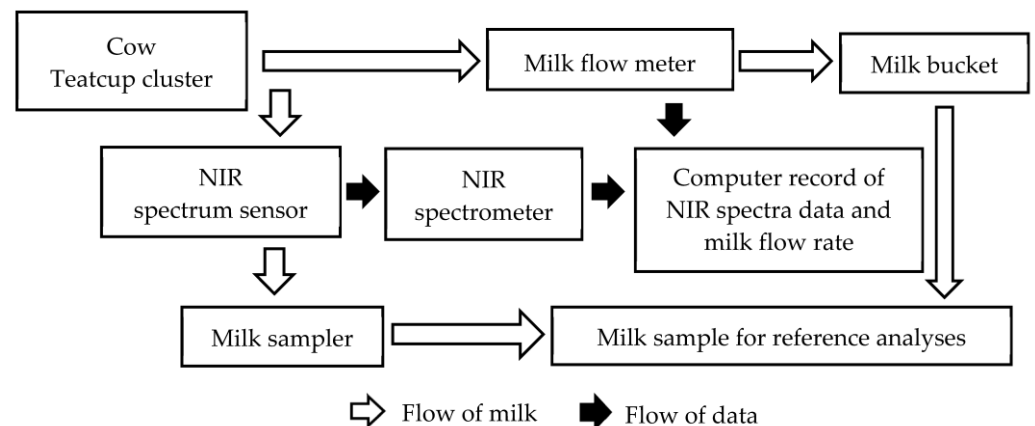 Cow
Teatcup cluster
Milk flow meter
Milk bucket
NIR
spectrum sensor
NIR
spectrometer
Computer record of
NIR spectra data and
milk flow rate
Milk sampler
Milk sample for reference analyses
Flow of milk
Flow of data